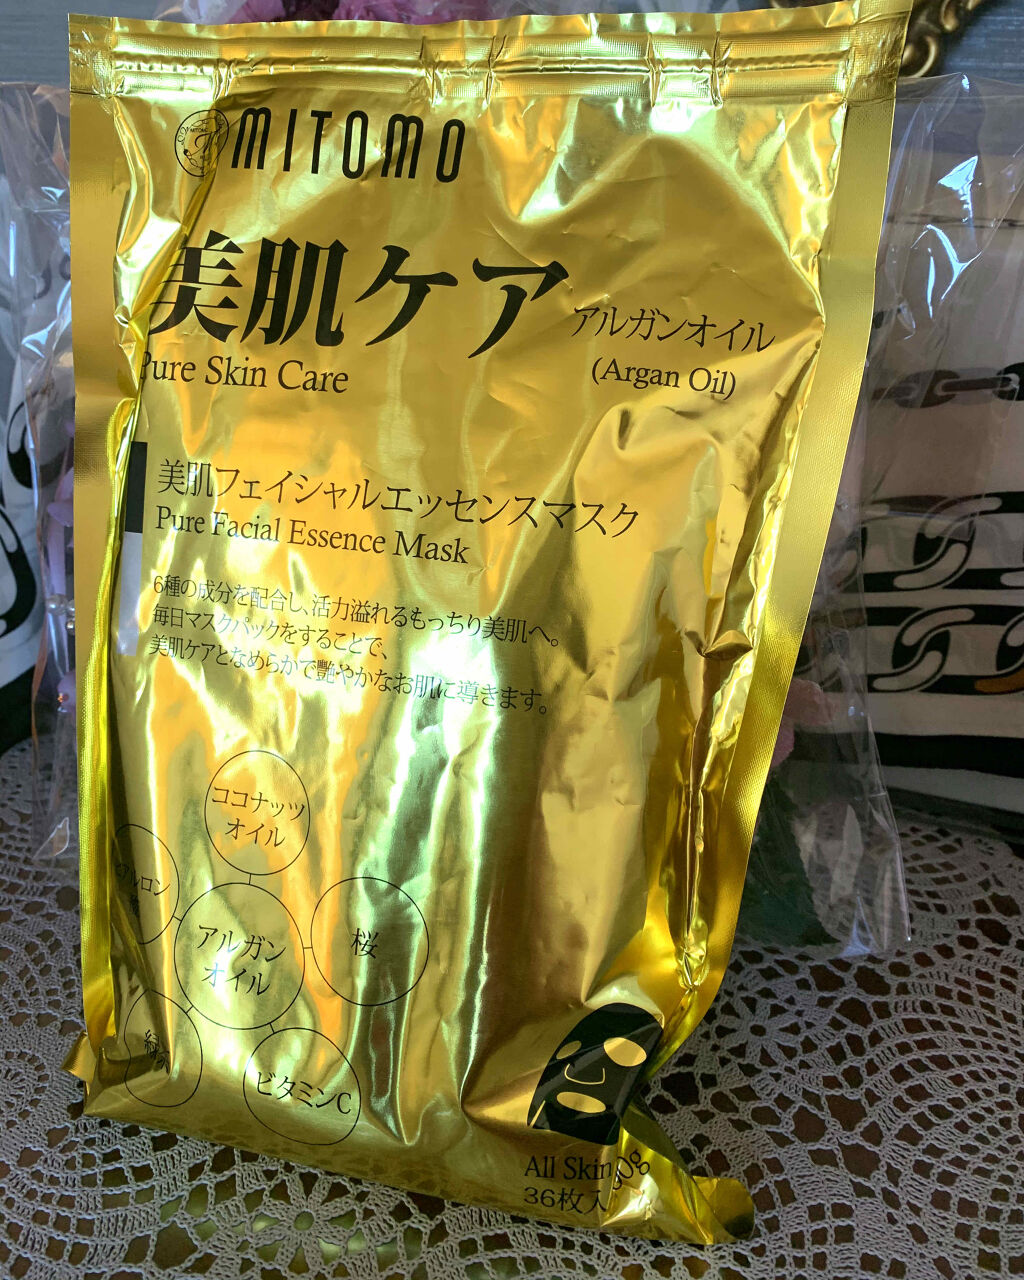 MITOMO
美肌ケア
アルガンオイル
(Argan Oil)
Pure Skin Care
美肌フェイシャルエッセンスマスク
Pure Facial Essence Mask
6種の成分を配合し、活力溢れるもっちり美肌へ。
毎日マスクパックをすることで、
美肌ケアとなめらかで艶やかなお肌に導きます。
ココナッツ
オイル
アルガン
オイル
桜
ビタミンC
All Skin
36枚入